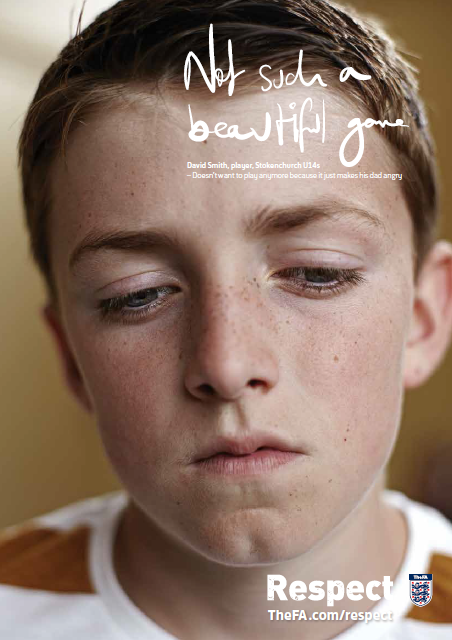 Not such a
beautiful game
David Smith, player, Stokenchurch U14s
– Doesn't want to play anymore because it just makes his dad angry
Respect
TheFA
TheFA.com/respect